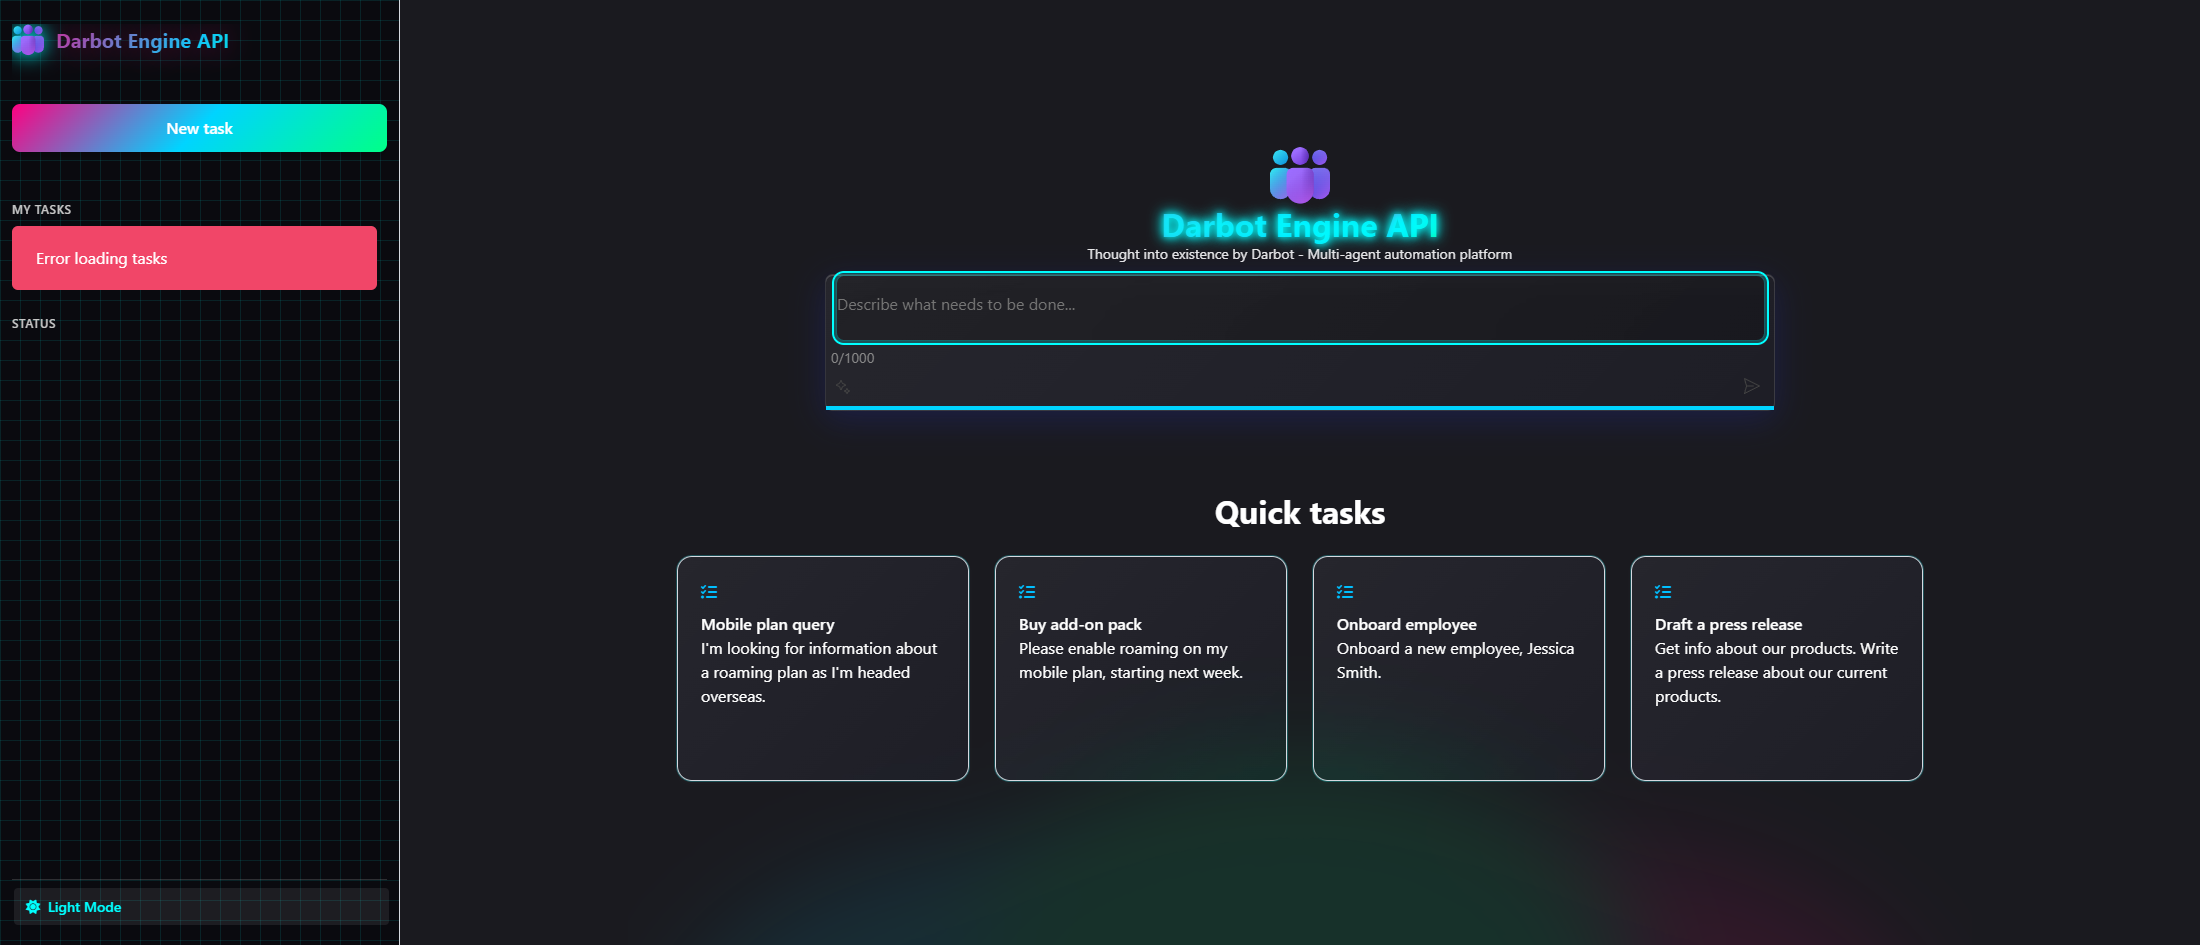 Darbot Engine API
New task
MY TASKS
Error loading tasks
STATUS
Light Mode
Darbot Engine API
Thought into existence by Darbot - Multi-agent automation platform
Describe what needs to be done...
0/1000
Quick tasks
Mobile plan query
I'm looking for information about
a roaming plan as I'm headed
overseas.
Buy add-on pack
Please enable roaming on my
mobile plan, starting next week.
Onboard employee
Onboard a new employee, Jessica
Smith.
Draft a press release
Get info about our products. Write
a press release about our current
products.